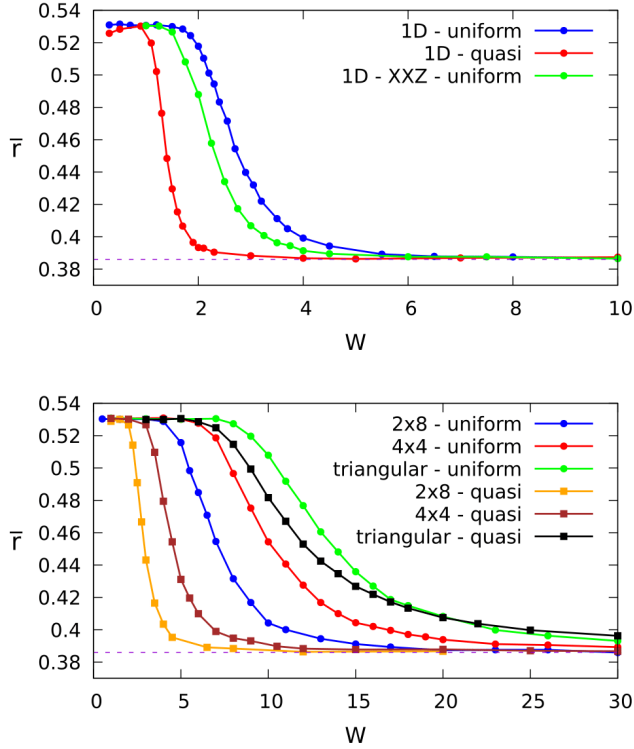 0.54
0.52
0.5
0.48
0.46
0.44
0.42
0.4
0.38
r̅
1D - uniform
1D - quasi
1D - XXZ - uniform
0 2 4 6 8 10
W
0.54
0.52
0.5
0.48
0.46
0.44
0.42
0.4
0.38
r̅
2x8 - uniform
4x4 - uniform
triangular - uniform
2x8 - quasi
4x4 - quasi
triangular - quasi
0 5 10 15 20 25 30
W